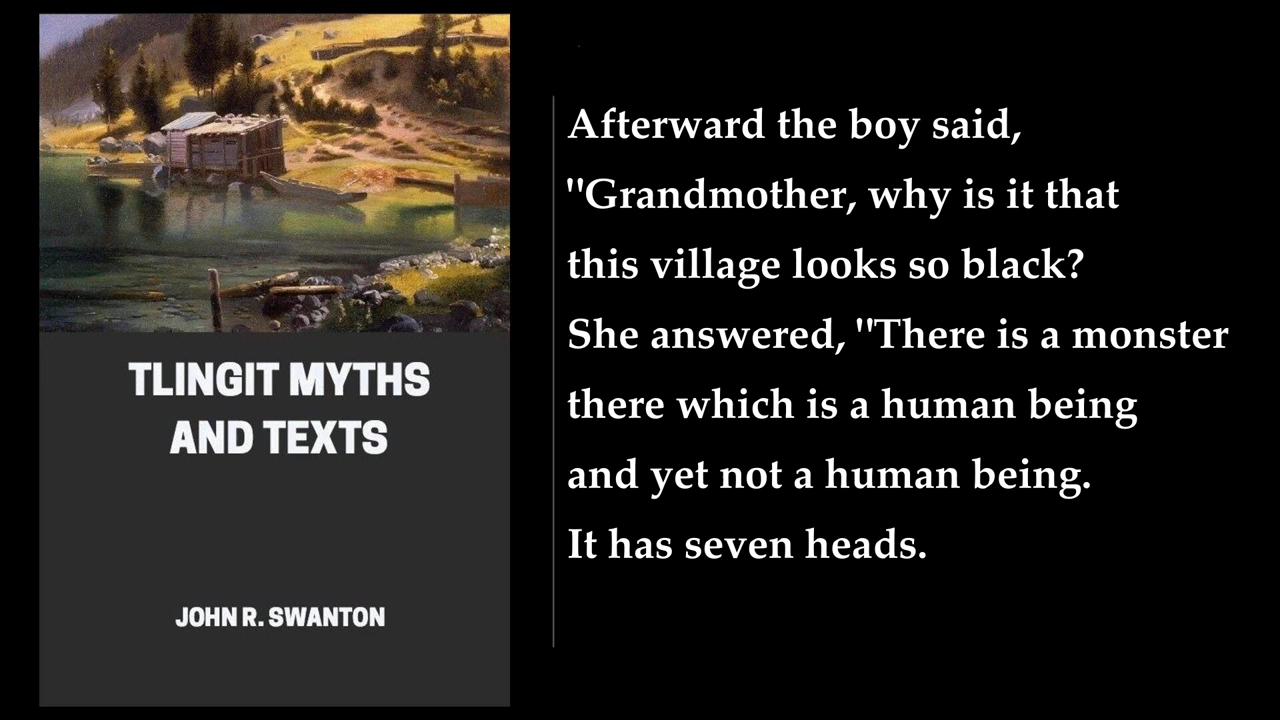 TLINGIT MYTHS
AND TEXTS
JOHN R. SWANTON
Afterward the boy said,
"Grandmother, why is it that
this village looks so black?
She answered, "There is a monster
there which is a human being
and yet not a human being.
It has seven heads.